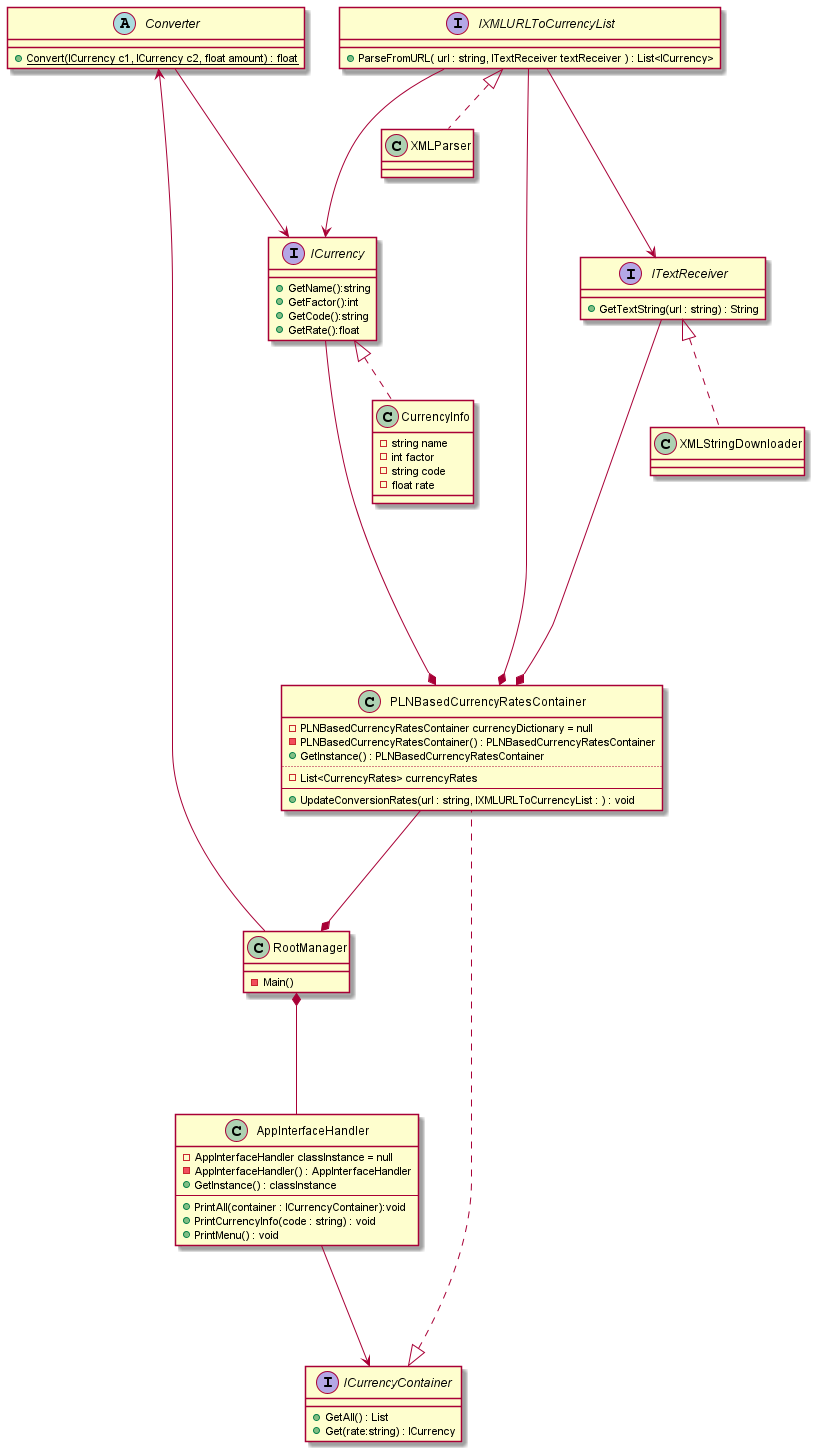 A Converter
Convert(ICurrency c1, ICurrency c2, float amount) : float
I IXMLURLToCurrencyList
ParseFromURL( url : string, ITextReceiver textReceiver ) : List<ICurrency>
C XMLParser
I ICurrency
GetName():string
GetFactor():int
GetCode():string
GetRate():float
I ITextReceiver
GetTextString(url : string) : String
C CurrencyInfo
string name
int factor
string code
float rate
C XMLStringDownloader
C PLNBasedCurrencyRatesContainer
PLNBasedCurrencyRatesContainer currencyDictionary = null
PLNBasedCurrencyRatesContainer() : PLNBasedCurrencyRatesContainer
GetInstance() : PLNBasedCurrencyRatesContainer
List<CurrencyRates> currencyRates
UpdateConversionRates(url : string, IXMLURLToCurrencyList : ) : void
C RootManager
Main()
C AppInterfaceHandler
AppInterfaceHandler classInstance = null
AppInterfaceHandler() : AppInterfaceHandler
GetInstance() : classInstance
PrintAll(container : ICurrencyContainer):void
PrintCurrencyInfo(code : string) : void
PrintMenu() : void
I ICurrencyContainer
GetAll() : List
Get(rate:string) : ICurrency